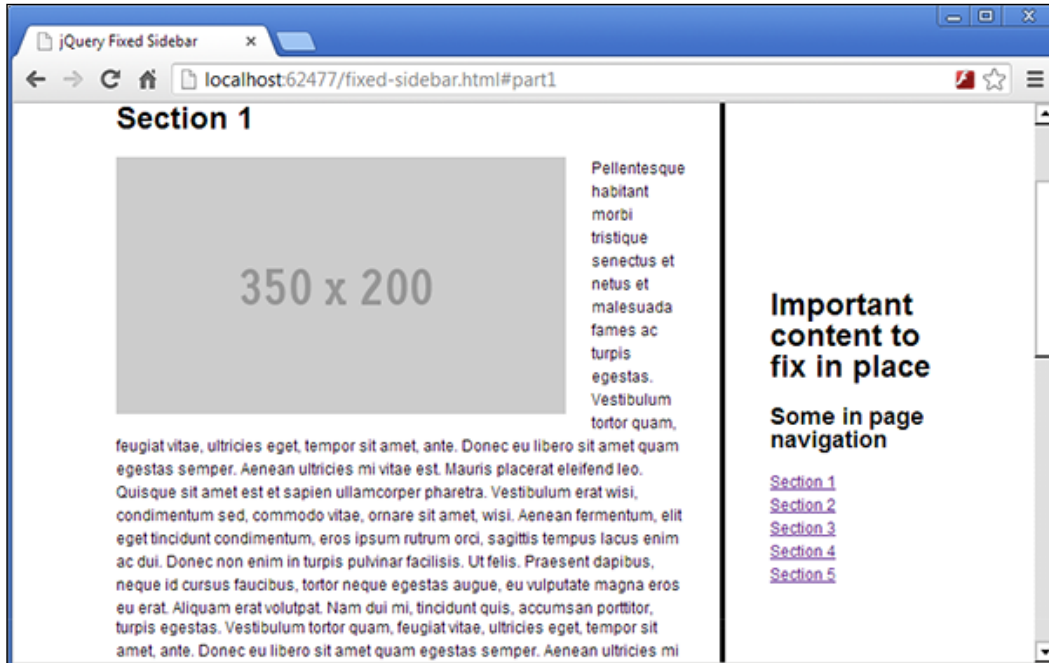 jQuery Fixed Sidebar
localhost:62477/fixed-sidebar.html#part1
Section 1
350 x 200
Pellentesque
habitant
morbi
tristique
senectus et
netus et
malesuada
fames ac
turpis
egestas.
Vestibulum
tortor quam,
feugiat vitae, ultricies eget, tempor sit amet, ante. Donec eu libero sit amet quam
egestas semper. Aenean ultricies mi vitae est. Mauris placerat eleifend leo.
Quisque sit amet est et sapien ullamcorper pharetra. Vestibulum erat wisi,
condimentum sed, commodo vitae, ornare sit amet, wisi. Aenean fermentum, elit
eget tincidunt condimentum, eros ipsum rutrum orci, sagittis tempus lacus enim
ac dui. Donec non enim in turpis pulvinar facilisis. Ut felis. Praesent dapibus,
neque id cursus faucibus, tortor neque egestas augue, eu vulputate magna eros
eu erat. Aliquam erat volutpat. Nam dui mi, tincidunt quis, accumsan porttitor,
turpis egestas. Vestibulum tortor quam, feugiat vitae, ultricies eget, tempor sit
amet, ante. Donec eu libero sit amet quam egestas semper. Aenean ultricies mi
Important
content to
fix in place
Some in page
navigation
Section 1
Section 2
Section 3
Section 4
Section 5